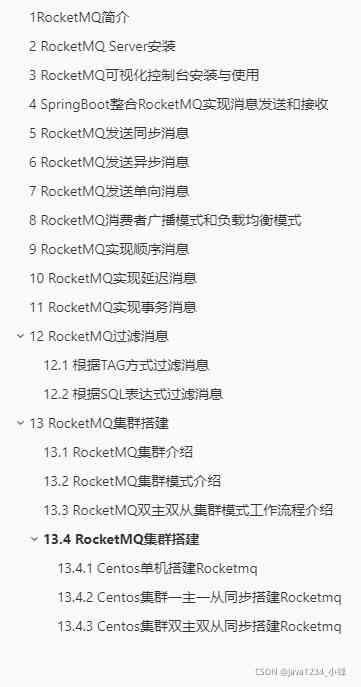 1RocketMQ简介
2 RocketMQ Server安装
3 RocketMQ可视化控制台安装与使用
4 SpringBoot整合RocketMQ实现消息发送和接收
5 RocketMQ发送同步消息
6 RocketMQ发送异步消息
7 RocketMQ发送单向消息
8 RocketMQ消费者广播模式和负载均衡模式
9 RocketMQ实现顺序消息
10 RocketMQ实现延迟消息
11 RocketMQ实现事务消息
12 RocketMQ过滤消息
12.1 根据TAG方式过滤消息
12.2 根据SQL表达式过滤消息
13 RocketMQ集群搭建
13.1 RocketMQ集群介绍
13.2 RocketMQ集群模式介绍
13.3 RocketMQ双主双从集群模式工作流程介绍
13.4 RocketMQ集群搭建
13.4.1 Centos单机搭建Rocketmq
13.4.2 Centos集群一主一从同步搭建Rocketmq
13.4.3 Centos集群双主双从同步搭建Rocketmq
CSDN @java1234_小锋